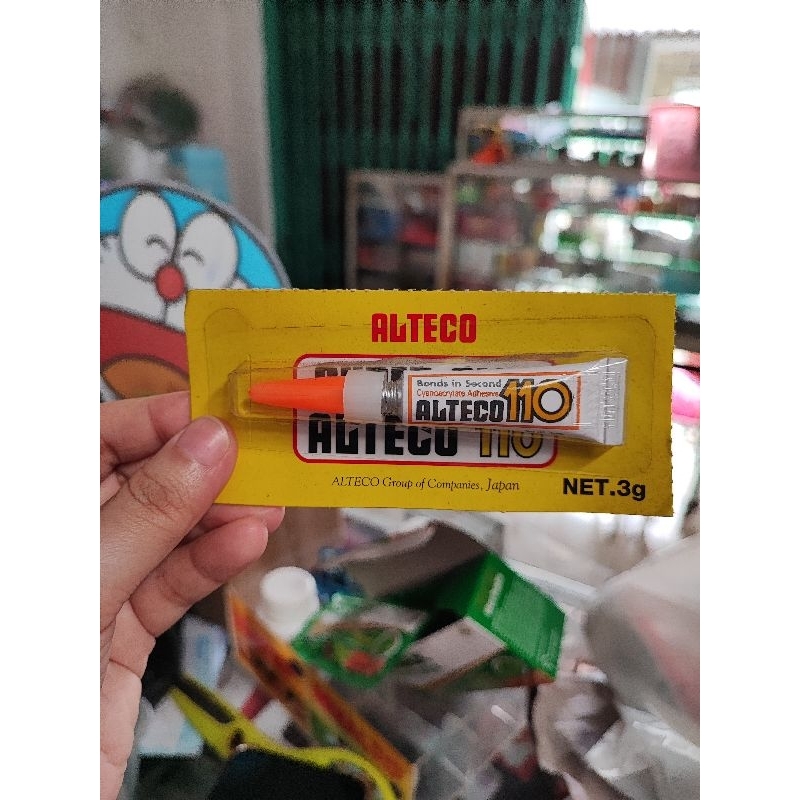 ALTECO
Bonds in Second
Cyanoacrylate Adhesive
ALTECO 110
ALTECO 110
ALTECO Group of Companies, Japan
NET.3g